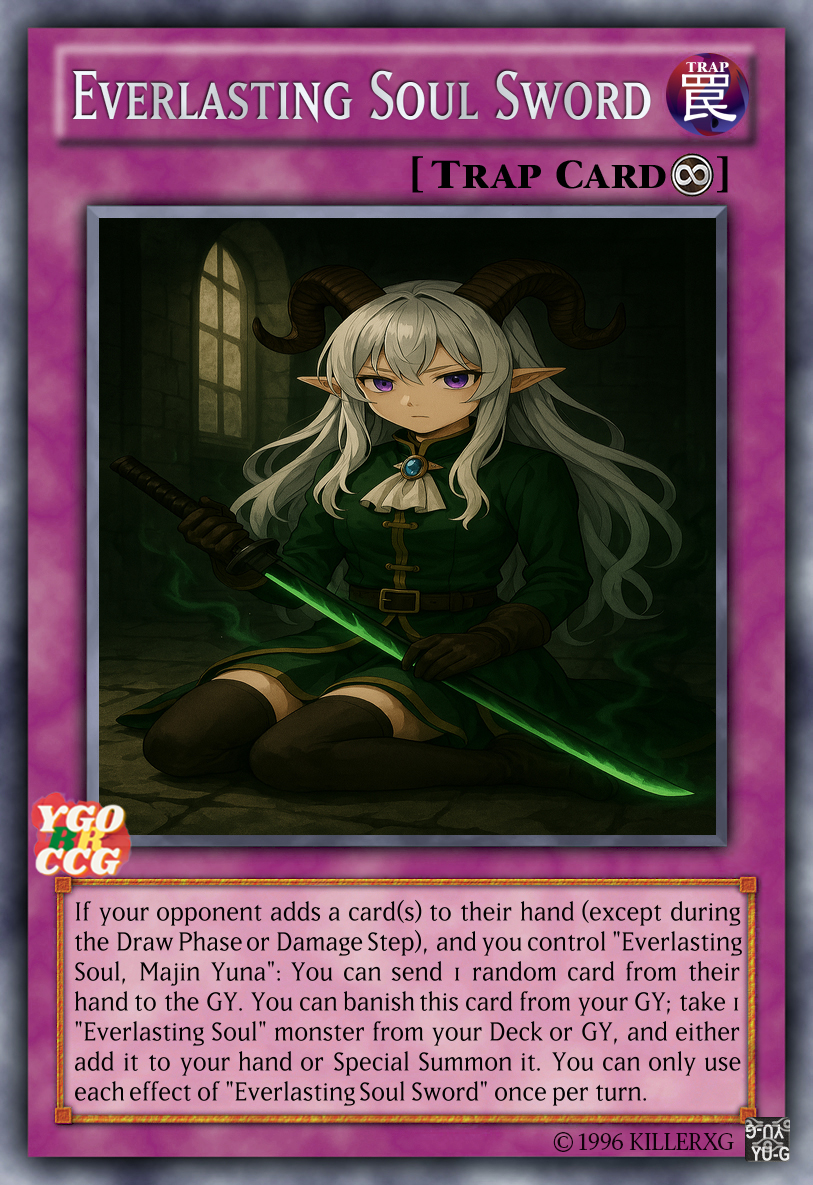 EVERLASTING SOUL SWORD
TRAP
罠
[TRAP CARD∞]
YGO
BR
CCG
If your opponent adds a card(s) to their hand (except during
the Draw Phase or Damage Step), and you control "Everlasting
Soul, Majin Yuna": You can send 1 random card from their
hand to the GY. You can banish this card from your GY; take 1
"Everlasting Soul" monster from your Deck or GY, and either
add it to your hand or Special Summon it. You can only use
each effect of "Everlasting Soul Sword" once per turn.
© 1996 KILLERXG
YU-G